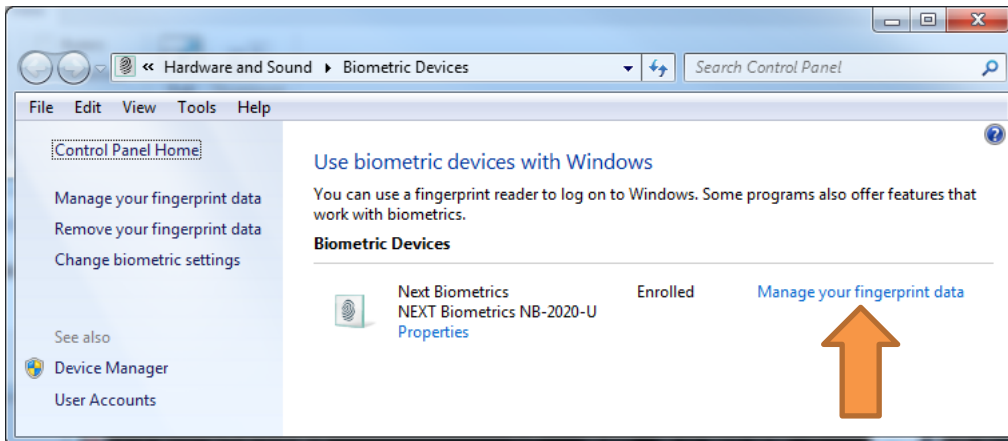 « Hardware and Sound ▸ Biometric Devices
Search Control Panel
File Edit View Tools Help
Control Panel Home
Manage your fingerprint data
Remove your fingerprint data
Change biometric settings
See also
Device Manager
User Accounts
Use biometric devices with Windows
You can use a fingerprint reader to log on to Windows. Some programs also offer features that
work with biometrics.
Biometric Devices
Next Biometrics Enrolled Manage your fingerprint data
NEXT Biometrics NB-2020-U
Properties